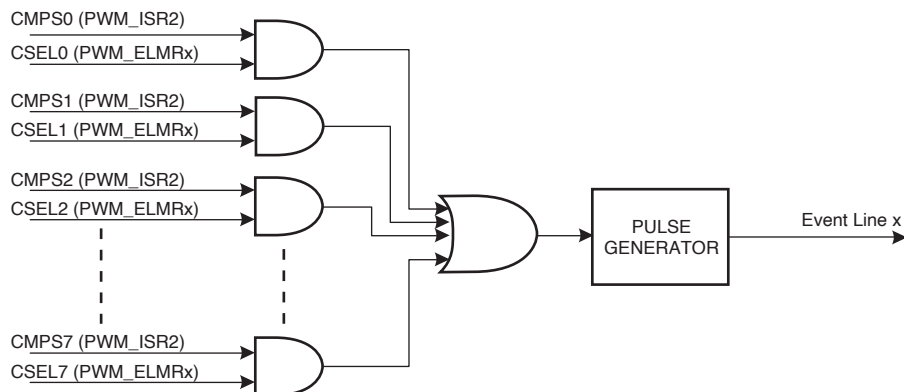 CMPS0 (PWM_ISR2)
CSEL0 (PWM_ELMRx)
CMPS1 (PWM_ISR2)
CSEL1 (PWM_ELMRx)
CMPS2 (PWM_ISR2)
CSEL2 (PWM_ELMRx)
CMPS7 (PWM_ISR2)
CSEL7 (PWM_ELMRx)
PULSE
GENERATOR
Event Line x